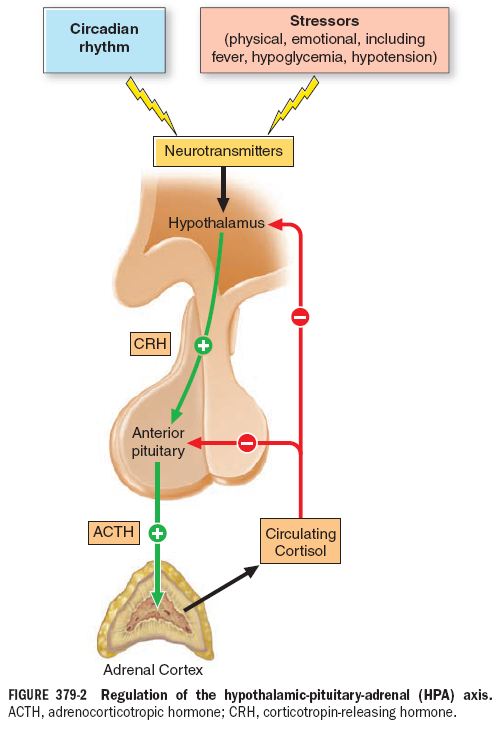 Circadian
rhythm
Stressors
(physical, emotional, including
fever, hypoglycemia, hypotension)
Neurotransmitters
Hypothalamus
CRH
Anterior
pituitary
ACTH
Circulating
Cortisol
Adrenal Cortex
FIGURE 379-2 Regulation of the hypothalamic-pituitary-adrenal (HPA) axis.
ACTH, adrenocorticotropic hormone; CRH, corticotropin-releasing hormone.